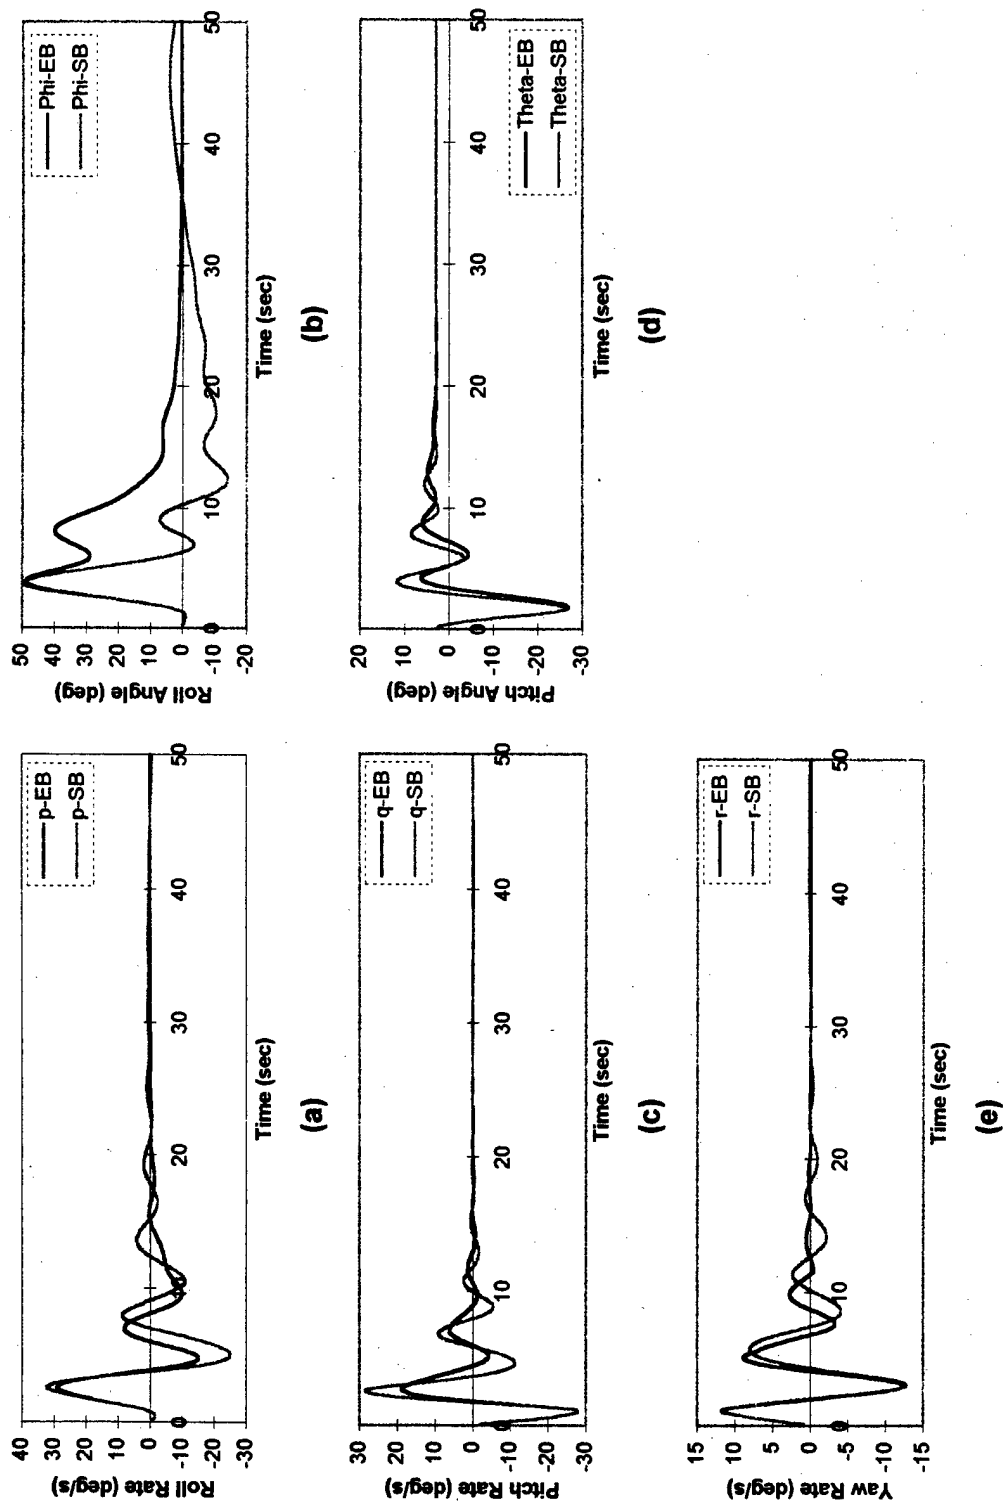 40
30
20
10
0
-10
-20
-30
Roll Rate (deg/s)
0
10
20
30
40
50
Time (sec)
p-EB
p-SB
(a)
50
40
30
20
10
0
-10
-20
Roll Angle (deg)
0
10
20
30
40
50
Time (sec)
Phi-EB
Phi-SB
(b)
30
20
10
0
-10
-20
-30
Pitch Rate (deg/s)
0
10
20
30
40
50
Time (sec)
q-EB
q-SB
(c)
20
10
0
-10
-20
-30
Pitch Angle (deg)
0
10
20
30
40
50
Time (sec)
Theta-EB
Theta-SB
(d)
15
10
5
0
-5
-10
-15
Yaw Rate (deg/s)
0
10
20
30
40
50
Time (sec)
r-EB
r-SB
(e)